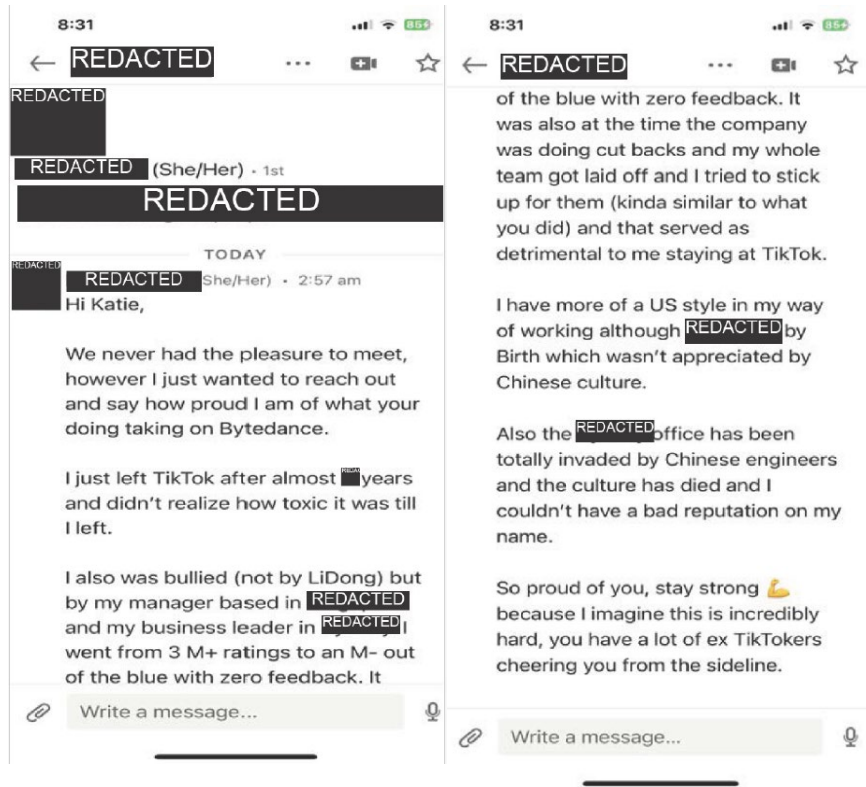 8:31
85
REDACTED
REDACTED
REDACTED (She/Her) · 1st
REDACTED
TODAY
REDACTED
REDACTED She/Her) · 2:57 am
Hi Katie,
We never had the pleasure to meet,
however I just wanted to reach out
and say how proud I am of what your
doing taking on Bytedance.
I just left TikTok after almost years
and didn't realize how toxic it was till
I left.
I also was bullied (not by LiDong) but
by my manager based in REDACTED
and my business leader in REDACTED I
went from 3 M+ ratings to an M- out
of the blue with zero feedback. It
Write a message...
8:31
85
REDACTED
of the blue with zero feedback. It
was also at the time the company
was doing cut backs and my whole
team got laid off and I tried to stick
up for them (kinda similar to what
you did) and that served as
detrimental to me staying at TikTok.
I have more of a US style in my way
of working although REDACTED by
Birth which wasn't appreciated by
Chinese culture.
Also the REDACTED office has been
totally invaded by Chinese engineers
and the culture has died and I
couldn't have a bad reputation on my
name.
So proud of you, stay strong 💪
because I imagine this is incredibly
hard, you have a lot of ex TikTokers
cheering you from the sideline.
Write a message...